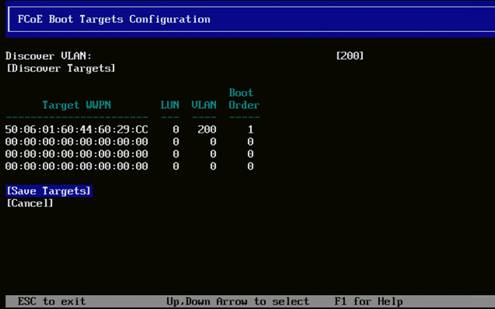 FCoE Boot Targets Configuration
Discover VLAN: [200]
[Discover Targets]
Boot
Target WWPN LUN VLAN Order
50:06:01:60:44:60:29:CC 0 200 1
00:00:00:00:00:00:00:00 0 0 0
00:00:00:00:00:00:00:00 0 0 0
00:00:00:00:00:00:00:00 0 0 0
[Save Targets]
[Cancel]
ESC to exit Up,Down Arrow to select F1 for Help